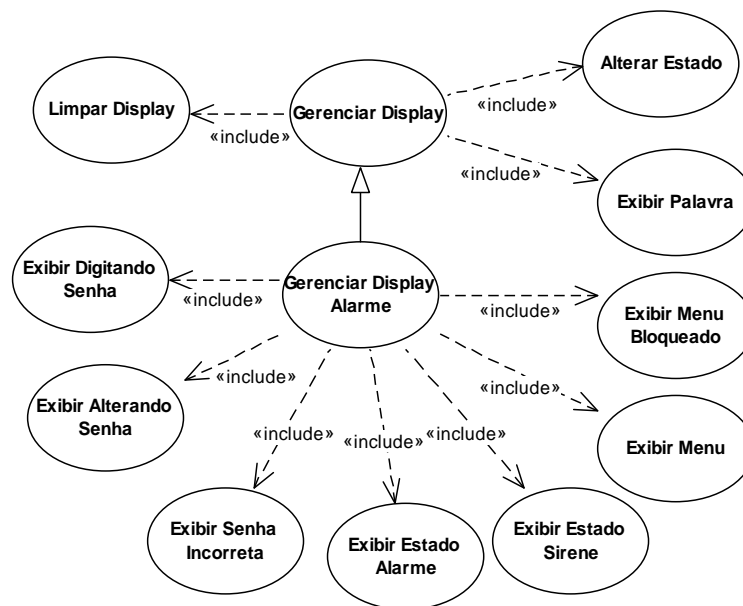 Alterar Estado
Limpar Display
Gerenciar Display
«include»
«include»
«include»
Exibir Palavra
Exibir Digitando
Senha
«include»
Gerenciar Display
Alarme
«include»
Exibir Menu
Bloqueado
«include»
«include»
Exibir Alterando
Senha
«include»
«include»
«include»
Exibir Menu
Exibir Senha
Incorreta
Exibir Estado
Alarme
Exibir Estado
Sirene